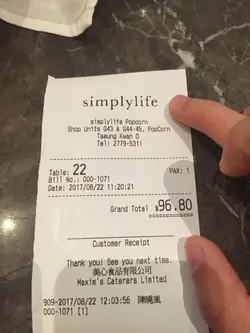 simplylife
simplylife Popcorn
Shop Units G43 & G44-45, PopCorn
Tseung Kwan O
Tel: 2779-5311
Table: 22 PAX: 1
Bill No.: 000-1071
Date: 2017/08/22 11:20:21
Grand Total $96.80
Customer Receipt
Thank you! See you next time.
美心食品有限公司
Maxim's Caterers Limited
909-2017/08/22 12:03:56 陳曉嵐
000-1071 [1]